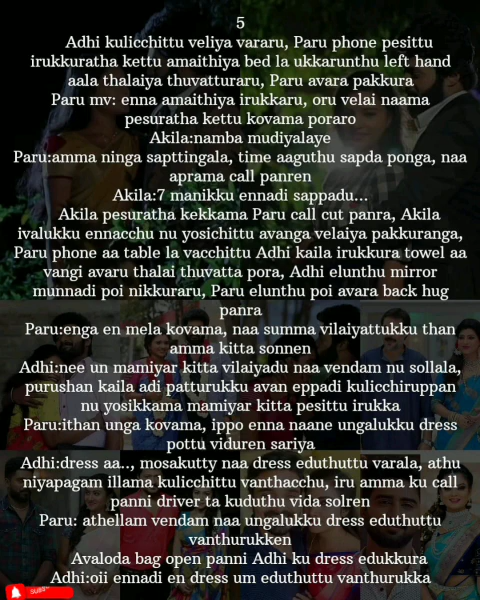 5
Adhi kulicchittu veliya vararu, Paru phone pesittu
irukkuratha kettu amaithiya bed la ukkarunthu left hand
aala thalaiya thuvatturaru, Paru avara pakkura
Paru mv: enna amaithiya irukkaru, oru velai naama
pesuratha kettu kovama poraro
Akila:namba mudiyalaye
Paru:amma ninga sapttingala, time aaguthu sapda ponga, naa
aprama call panren
Akila:7 manikku ennadi sappadu...
Akila pesuratha kekkama Paru call cut panra, Akila
ivalukku ennacchu nu yosichittu avanga velaiya pakkuranga,
Paru phone aa table la vacchittu Adhi kaila irukkura towel aa
vangi avaru thalai thuvatta pora, Adhi elunthu mirror
munnadi poi nikkuraru, Paru elunthu poi avara back hug
panra
Paru:enga en mela kovama, naa summa vilaiyattukku than
amma kitta sonnen
Adhi:nee un mamiyar kitta vilaiyadu naa vendam nu sollala,
purushan kaila adi patturukku avan eppadi kulicchiruppan
nu yosikkama mamiyar kitta pesittu irukka
Paru:ithan unga kovama, ippo enna naane ungalukku dress
pottu viduren sariya
Adhi:dress aa.., mosakutty naa dress eduthuttu varala, athu
niyapagam illama kulicchittu vanthacchu, iru amma ku call
panni driver ta kuduthu vida solren
Paru: athellam vendam naa ungalukku dress eduthuttu
vanthurukken
Avaloda bag open panni Adhi ku dress edukkura
Adhi:oii ennadi en dress um eduthuttu vanthurukka